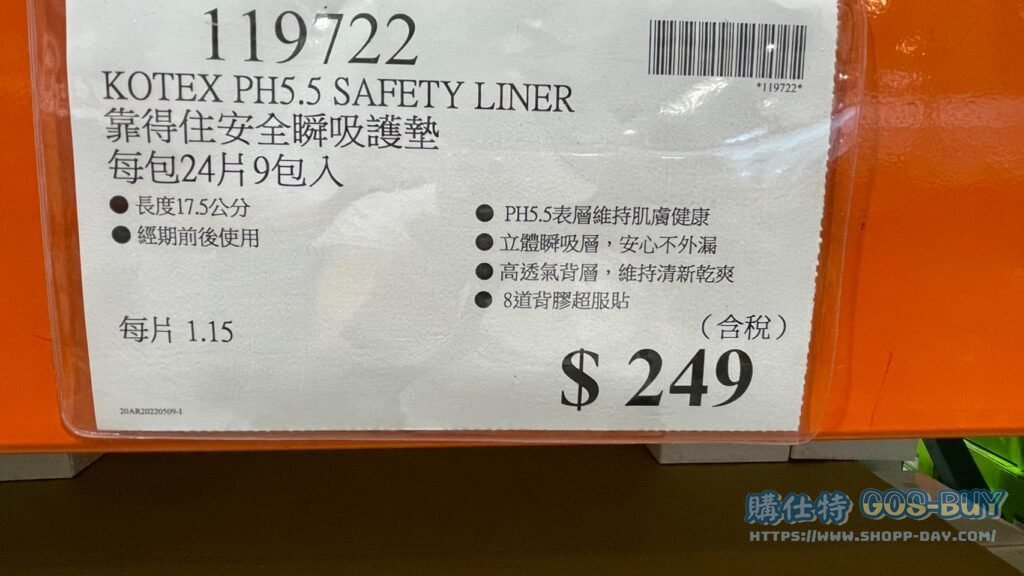 119722
*119722*
KOTEX PH5.5 SAFETY LINER
靠得住安全瞬吸護墊
每包24片9包入
● 長度17.5公分
● 經期前後使用
● PH5.5表層維持肌膚健康
● 立體瞬吸層，安心不外漏
● 高透氣背層，維持清新乾爽
● 8道背膠超服貼
每片 1.15
（含稅）
$ 249
20AR20220509-1
購仕特 GOS-BUY
HTTPS://WWW.SHOPP-DAY.COM/